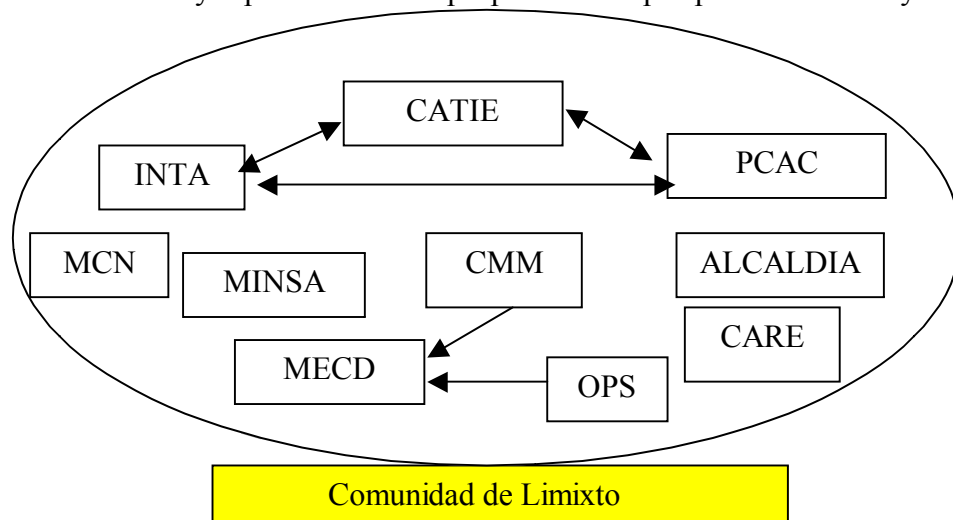 CATIE
INTA
PCAC
MCN
MINSA
CMM
ALCALDIA
CARE
MECD
OPS
Comunidad de Limixto